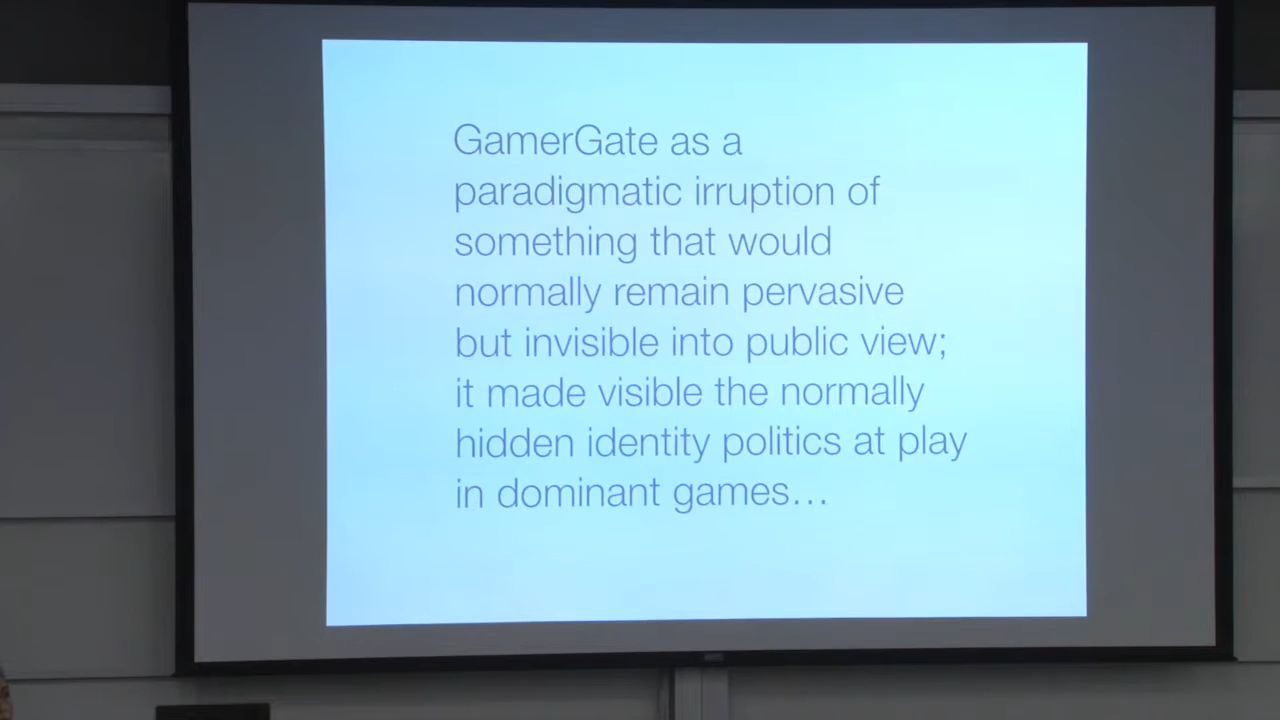 GamerGate as a
paradigmatic irruption of
something that would
normally remain pervasive
but invisible into public view;
it made visible the normally
hidden identity politics at play
in dominant games…